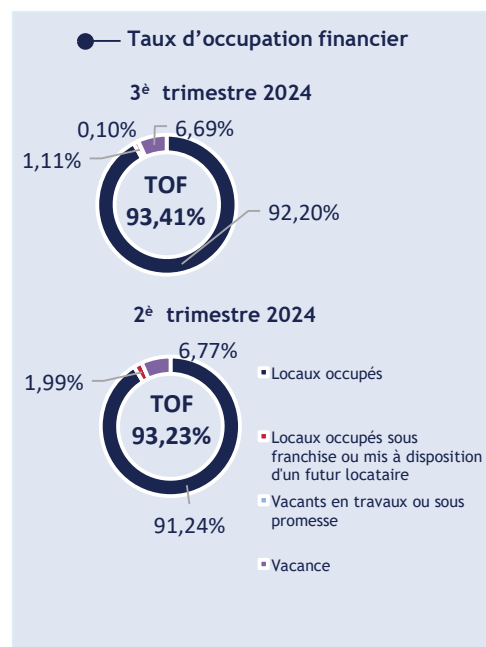 Taux d’occupation financier
3è trimestre 2024
0,10%
6,69%
1,11%
TOF
93,41%
92,20%
2è trimestre 2024
6,77%
1,99%
TOF
93,23%
91,24%
Locaux occupés
Locaux occupés sous
franchise ou mis à disposition
d'un futur locataire
Vacants en travaux ou sous
promesse
Vacance